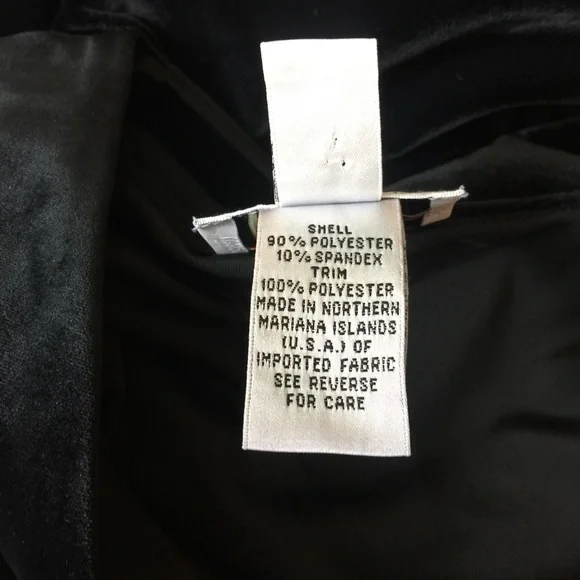 SHELL
90% POLYESTER
10% SPANDEX
TRIM
100% POLYESTER
MADE IN NORTHERN
MARIANA ISLANDS
(U.S.A.) OF
IMPORTED FABRIC
SEE REVERSE
FOR CARE